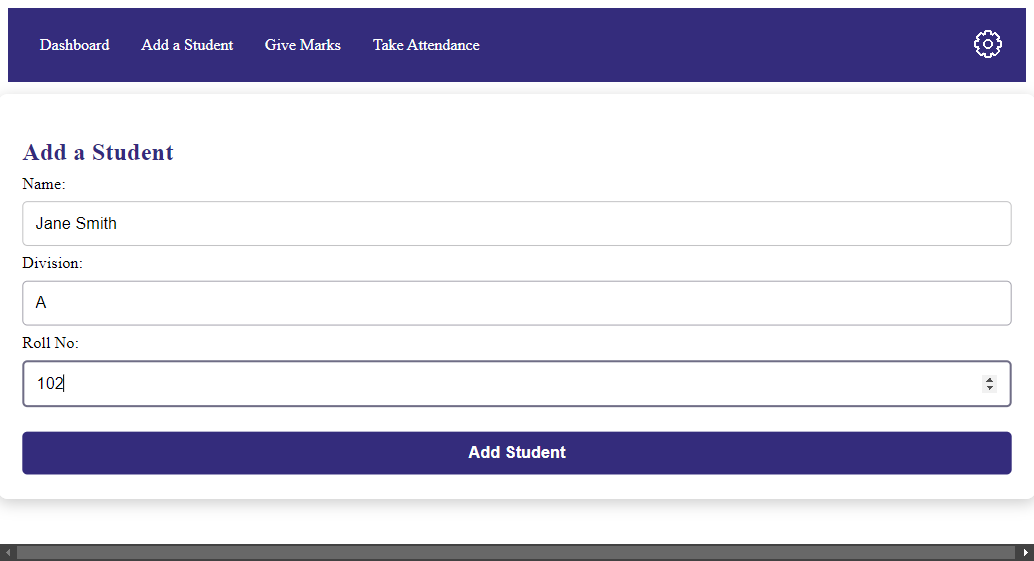 Dashboard Add a Student Give Marks Take Attendance
Add a Student
Name:
Jane Smith
Division:
A
Roll No:
102
Add Student